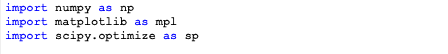 import numpy as np
import matplotlib as mpl
import scipy.optimize as sp